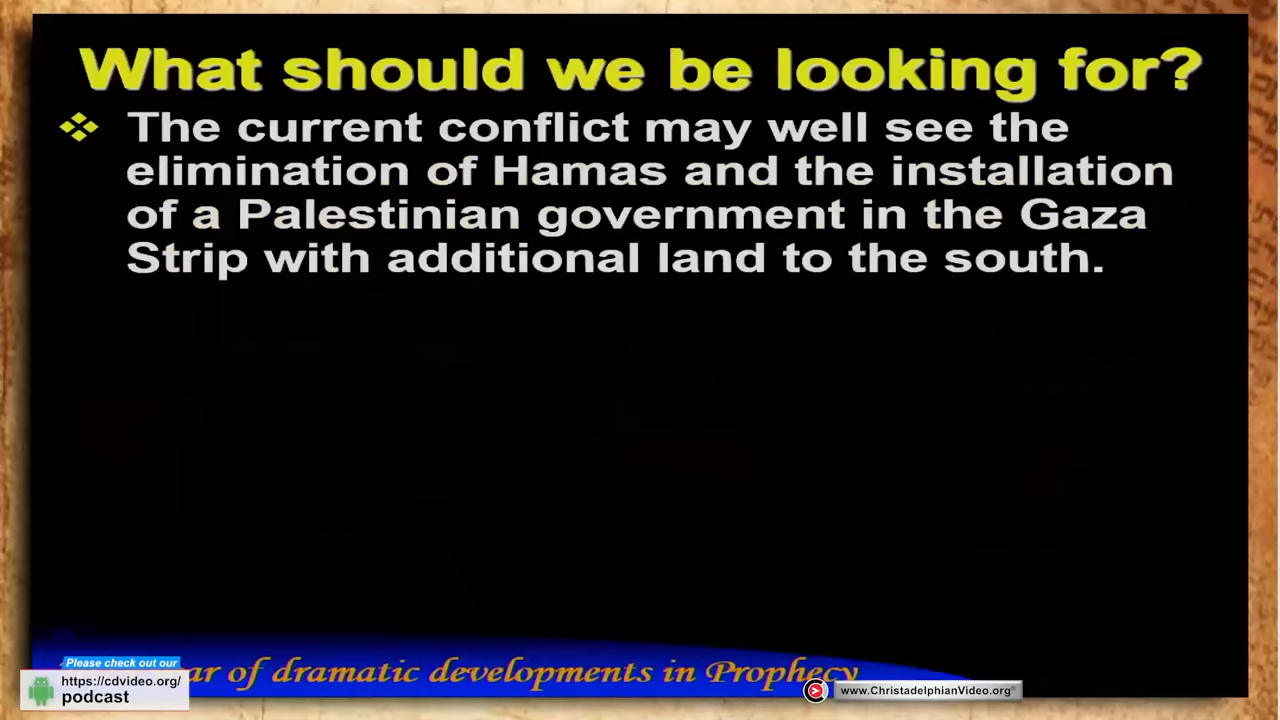 What should we be looking for?
The current conflict may well see the
elimination of Hamas and the installation
of a Palestinian government in the Gaza
Strip with additional land to the south.
of dramatic developments in Prophecy
Please check out our
https://cdvideo.org/
podcast
www.ChristadelphianVideo.org